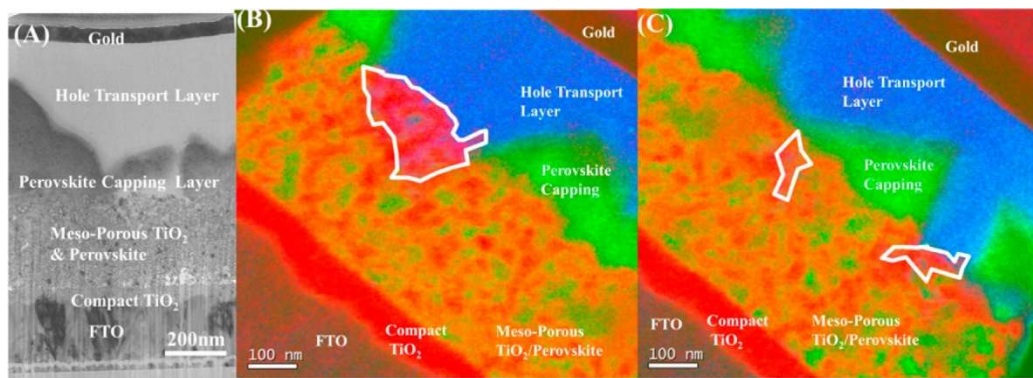 (A)
Gold
Hole Transport Layer
Perovskite Capping Layer
Meso-Porous TiO₂
& Perovskite
Compact TiO₂
FTO
200nm
(B)
Gold
Hole Transport
Layer
Perovskite
Capping
FTO
Compact
TiO₂
Meso-Porous
TiO₂/Perovskite
100 nm
(C)
Gold
Hole Transport
Layer
Perovskite
Capping
FTO
Compact
TiO₂
Meso-Porous
TiO₂/Perovskite
100 nm